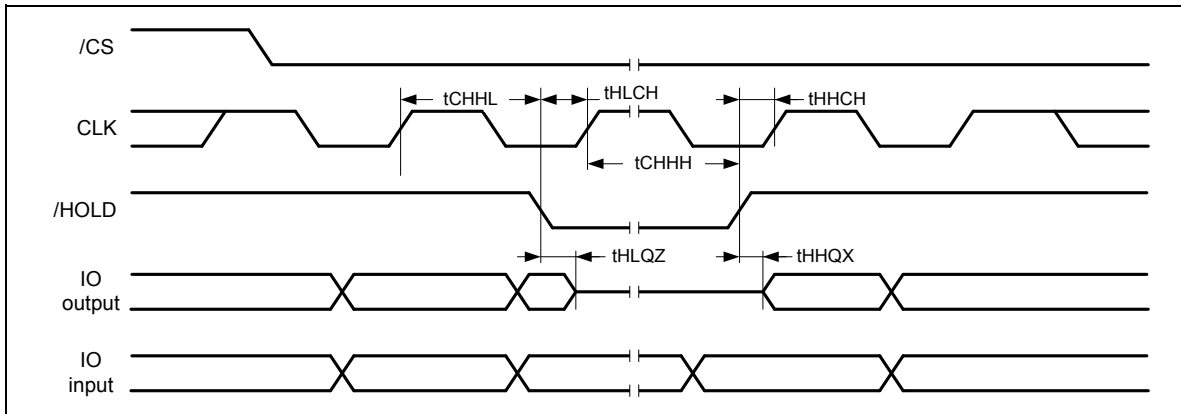 /CS
tCHHL
tHLCH
tHHCH
CLK
tCHHH
/HOLD
tHLQZ
tHHQX
IO
output
IO
input